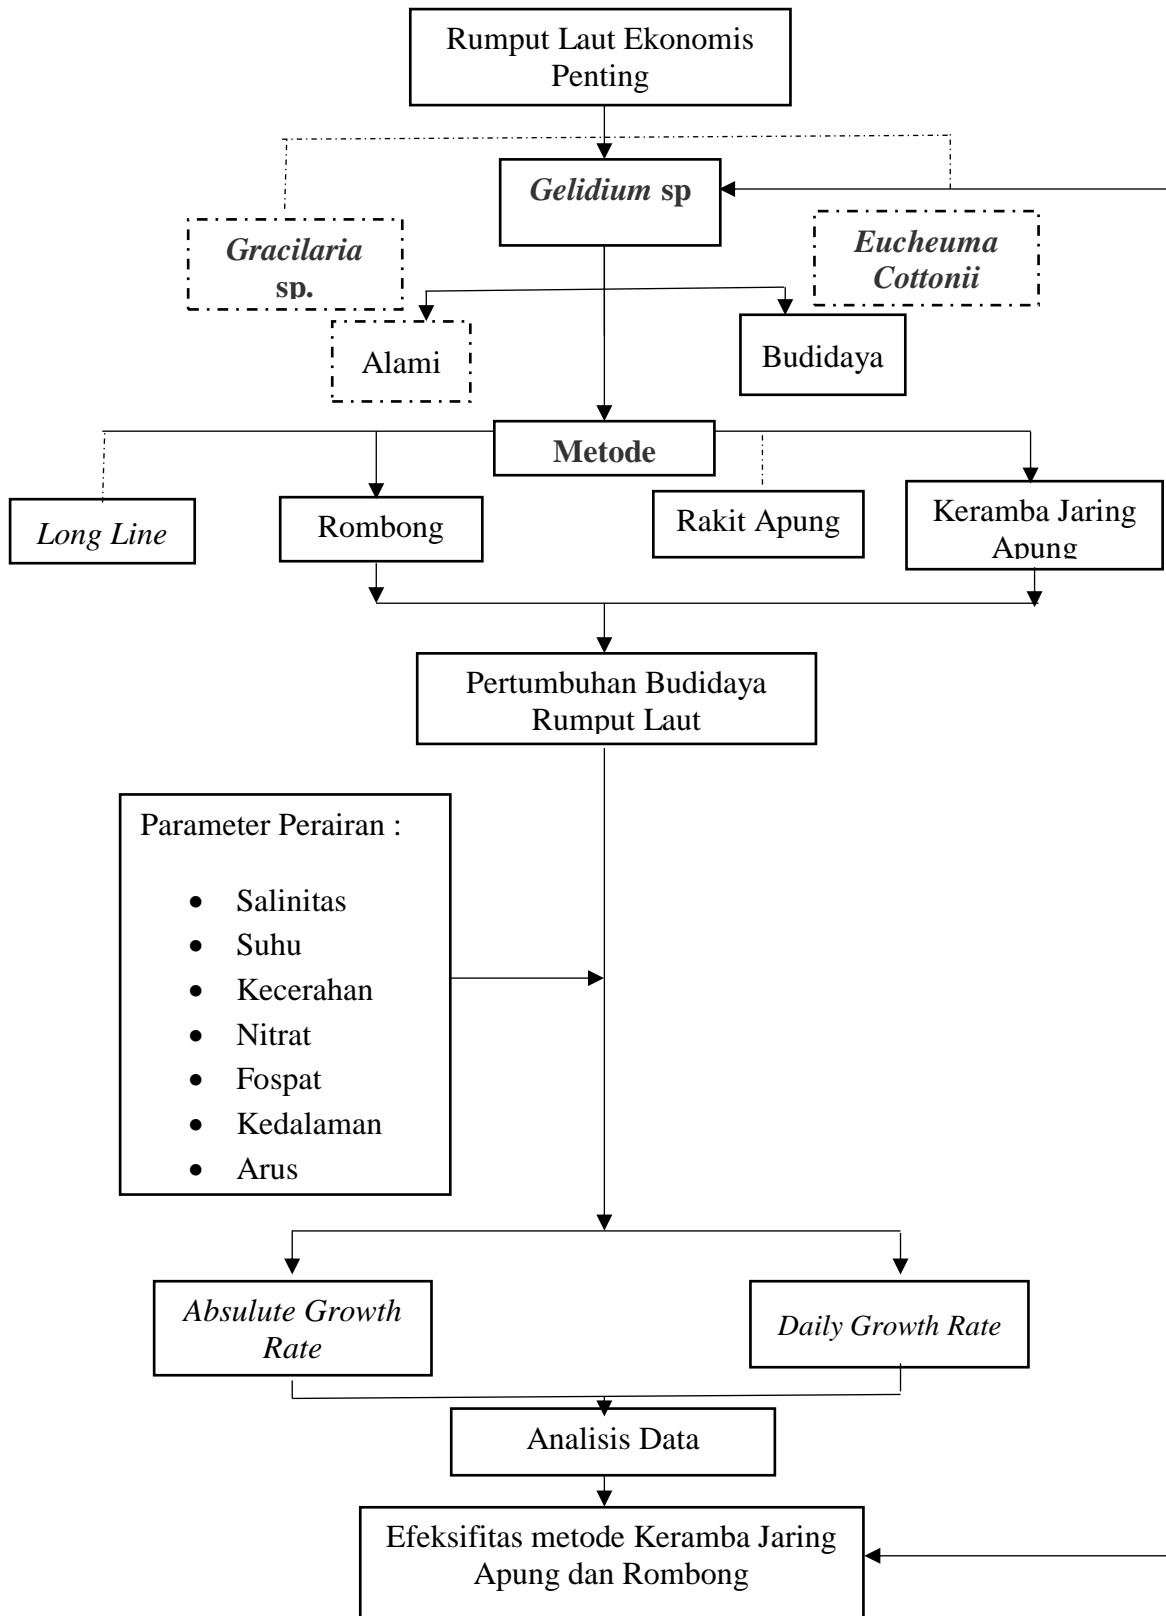 Rumput Laut Ekonomis
Penting
Gelidium sp
Gracilaria
sp.
Eucheuma
Cottonii
Alami
Budidaya
Metode
Long Line
Rombong
Rakit Apung
Keramba Jaring
Apung
Pertumbuhan Budidaya
Rumput Laut
Parameter Perairan :
• Salinitas
• Suhu
• Kecerahan
• Nitrat
• Fospat
• Kedalaman
• Arus
Absulute Growth
Rate
Daily Growth Rate
Analisis Data
Efeksifitas metode Keramba Jaring
Apung dan Rombong